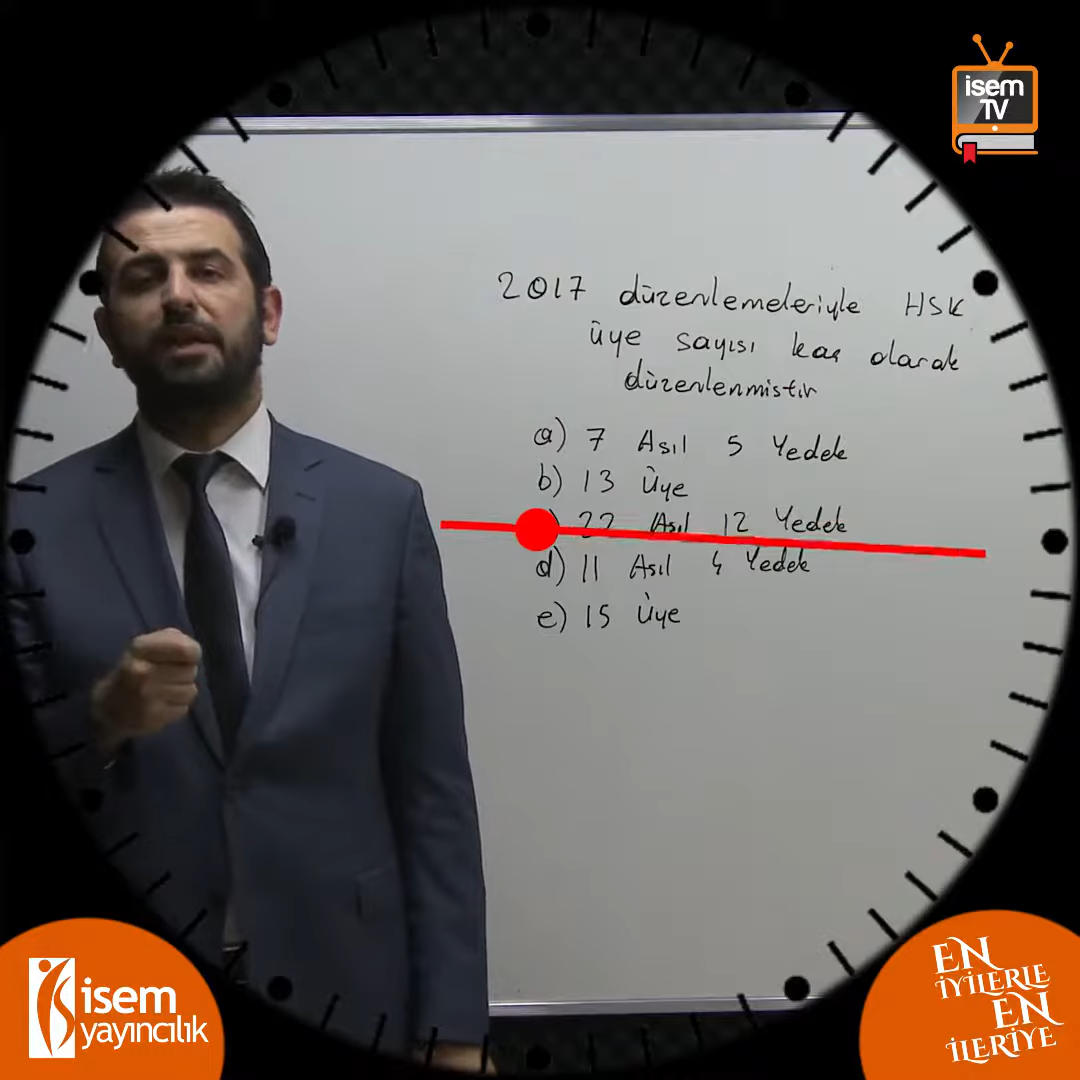 isem
TV
2017 düzenlemeleriyle HSK
üye sayısı kaç olarak
düzenlenmiştir
a) 7 Asıl 5 Yedek
b) 13 Üye
) 22 Asıl 12 Yedek
d) 11 Asıl 4 Yedek
e) 15 Üye
isem
yayıncılık
EN
İYİLERLE
EN
İLERİYE